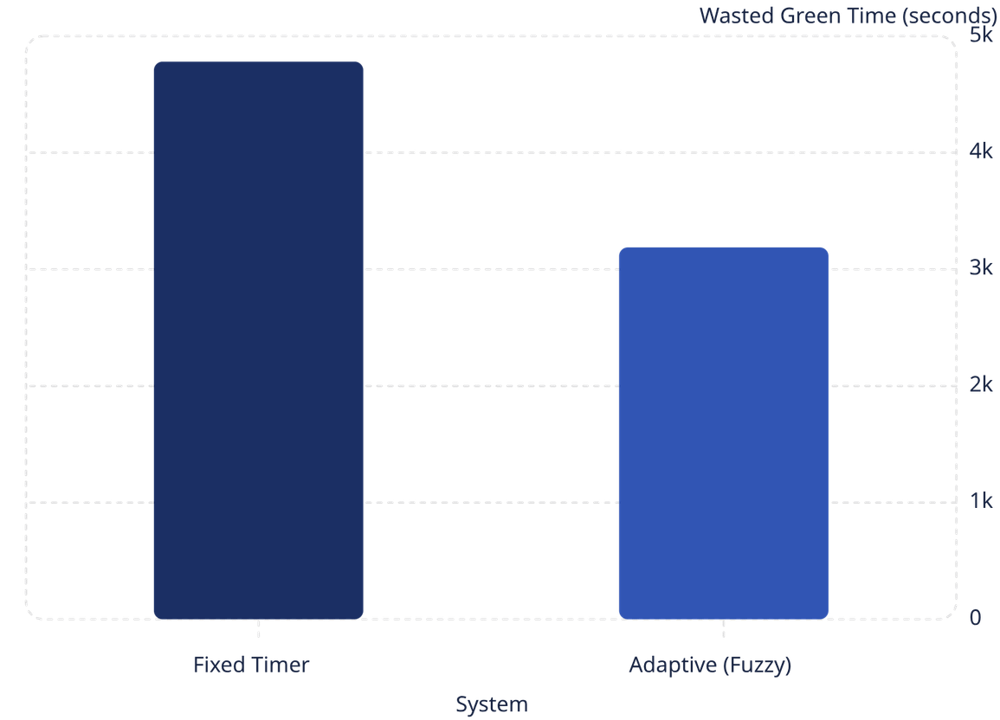 Wasted Green Time (seconds)
5k
4k
3k
2k
1k
0
Fixed Timer
Adaptive (Fuzzy)
System